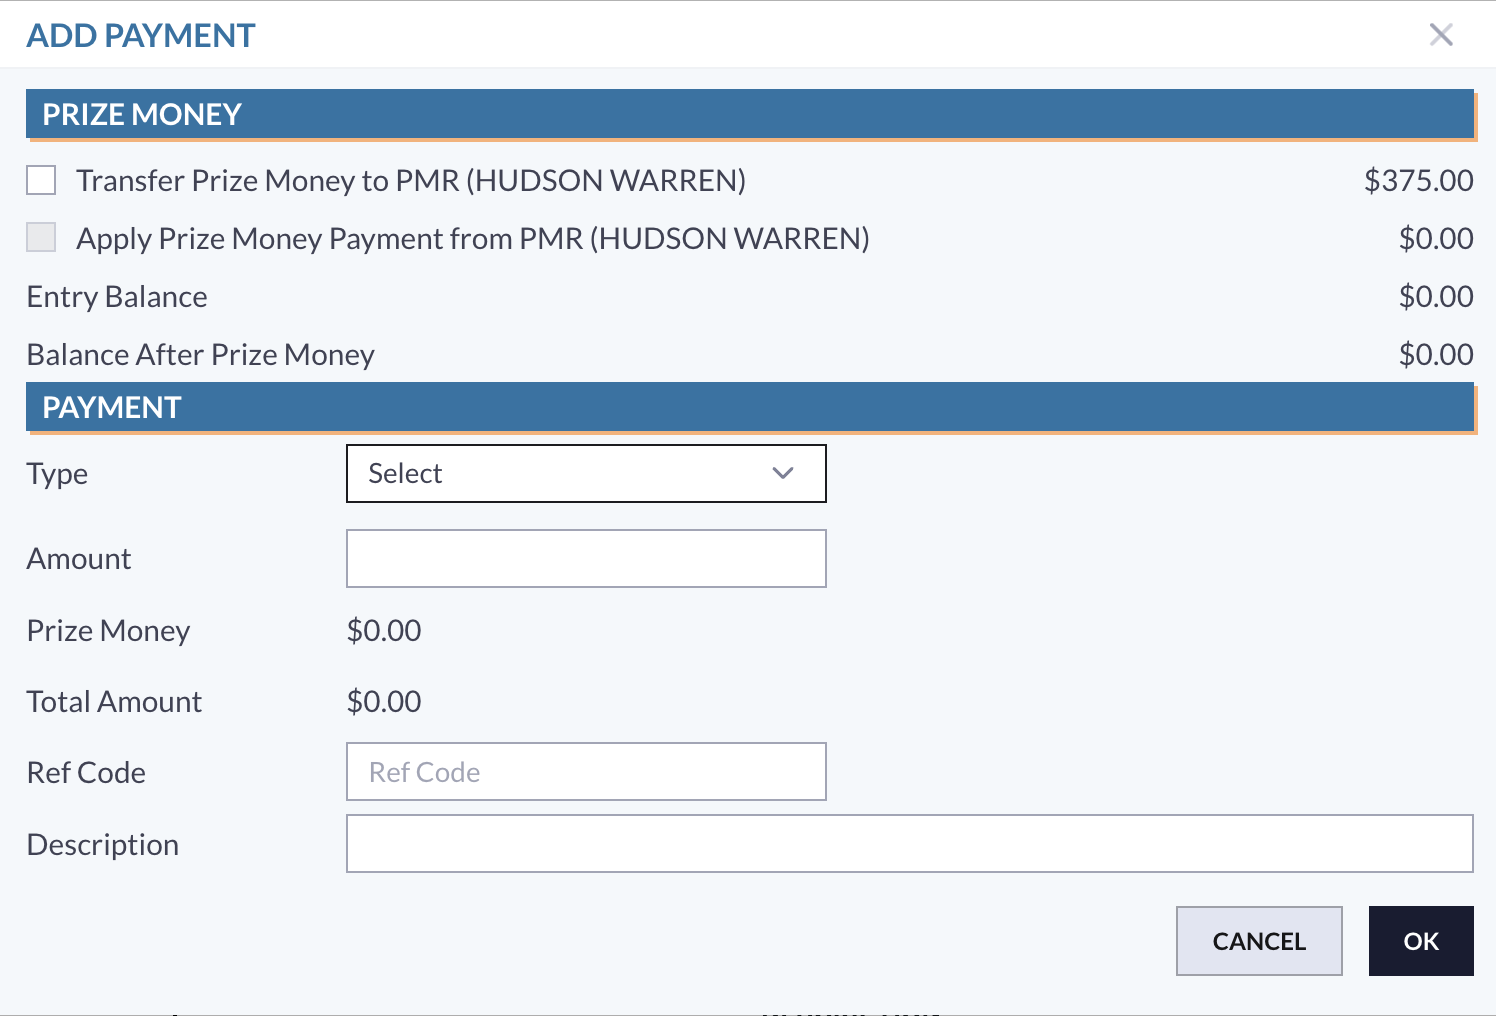 ADD PAYMENT
PRIZE MONEY
Transfer Prize Money to PMR (HUDSON WARREN) $375.00
Apply Prize Money Payment from PMR (HUDSON WARREN) $0.00
Entry Balance $0.00
Balance After Prize Money $0.00
PAYMENT
Type Select
Amount
Prize Money $0.00
Total Amount $0.00
Ref Code Ref Code
Description
CANCEL OK